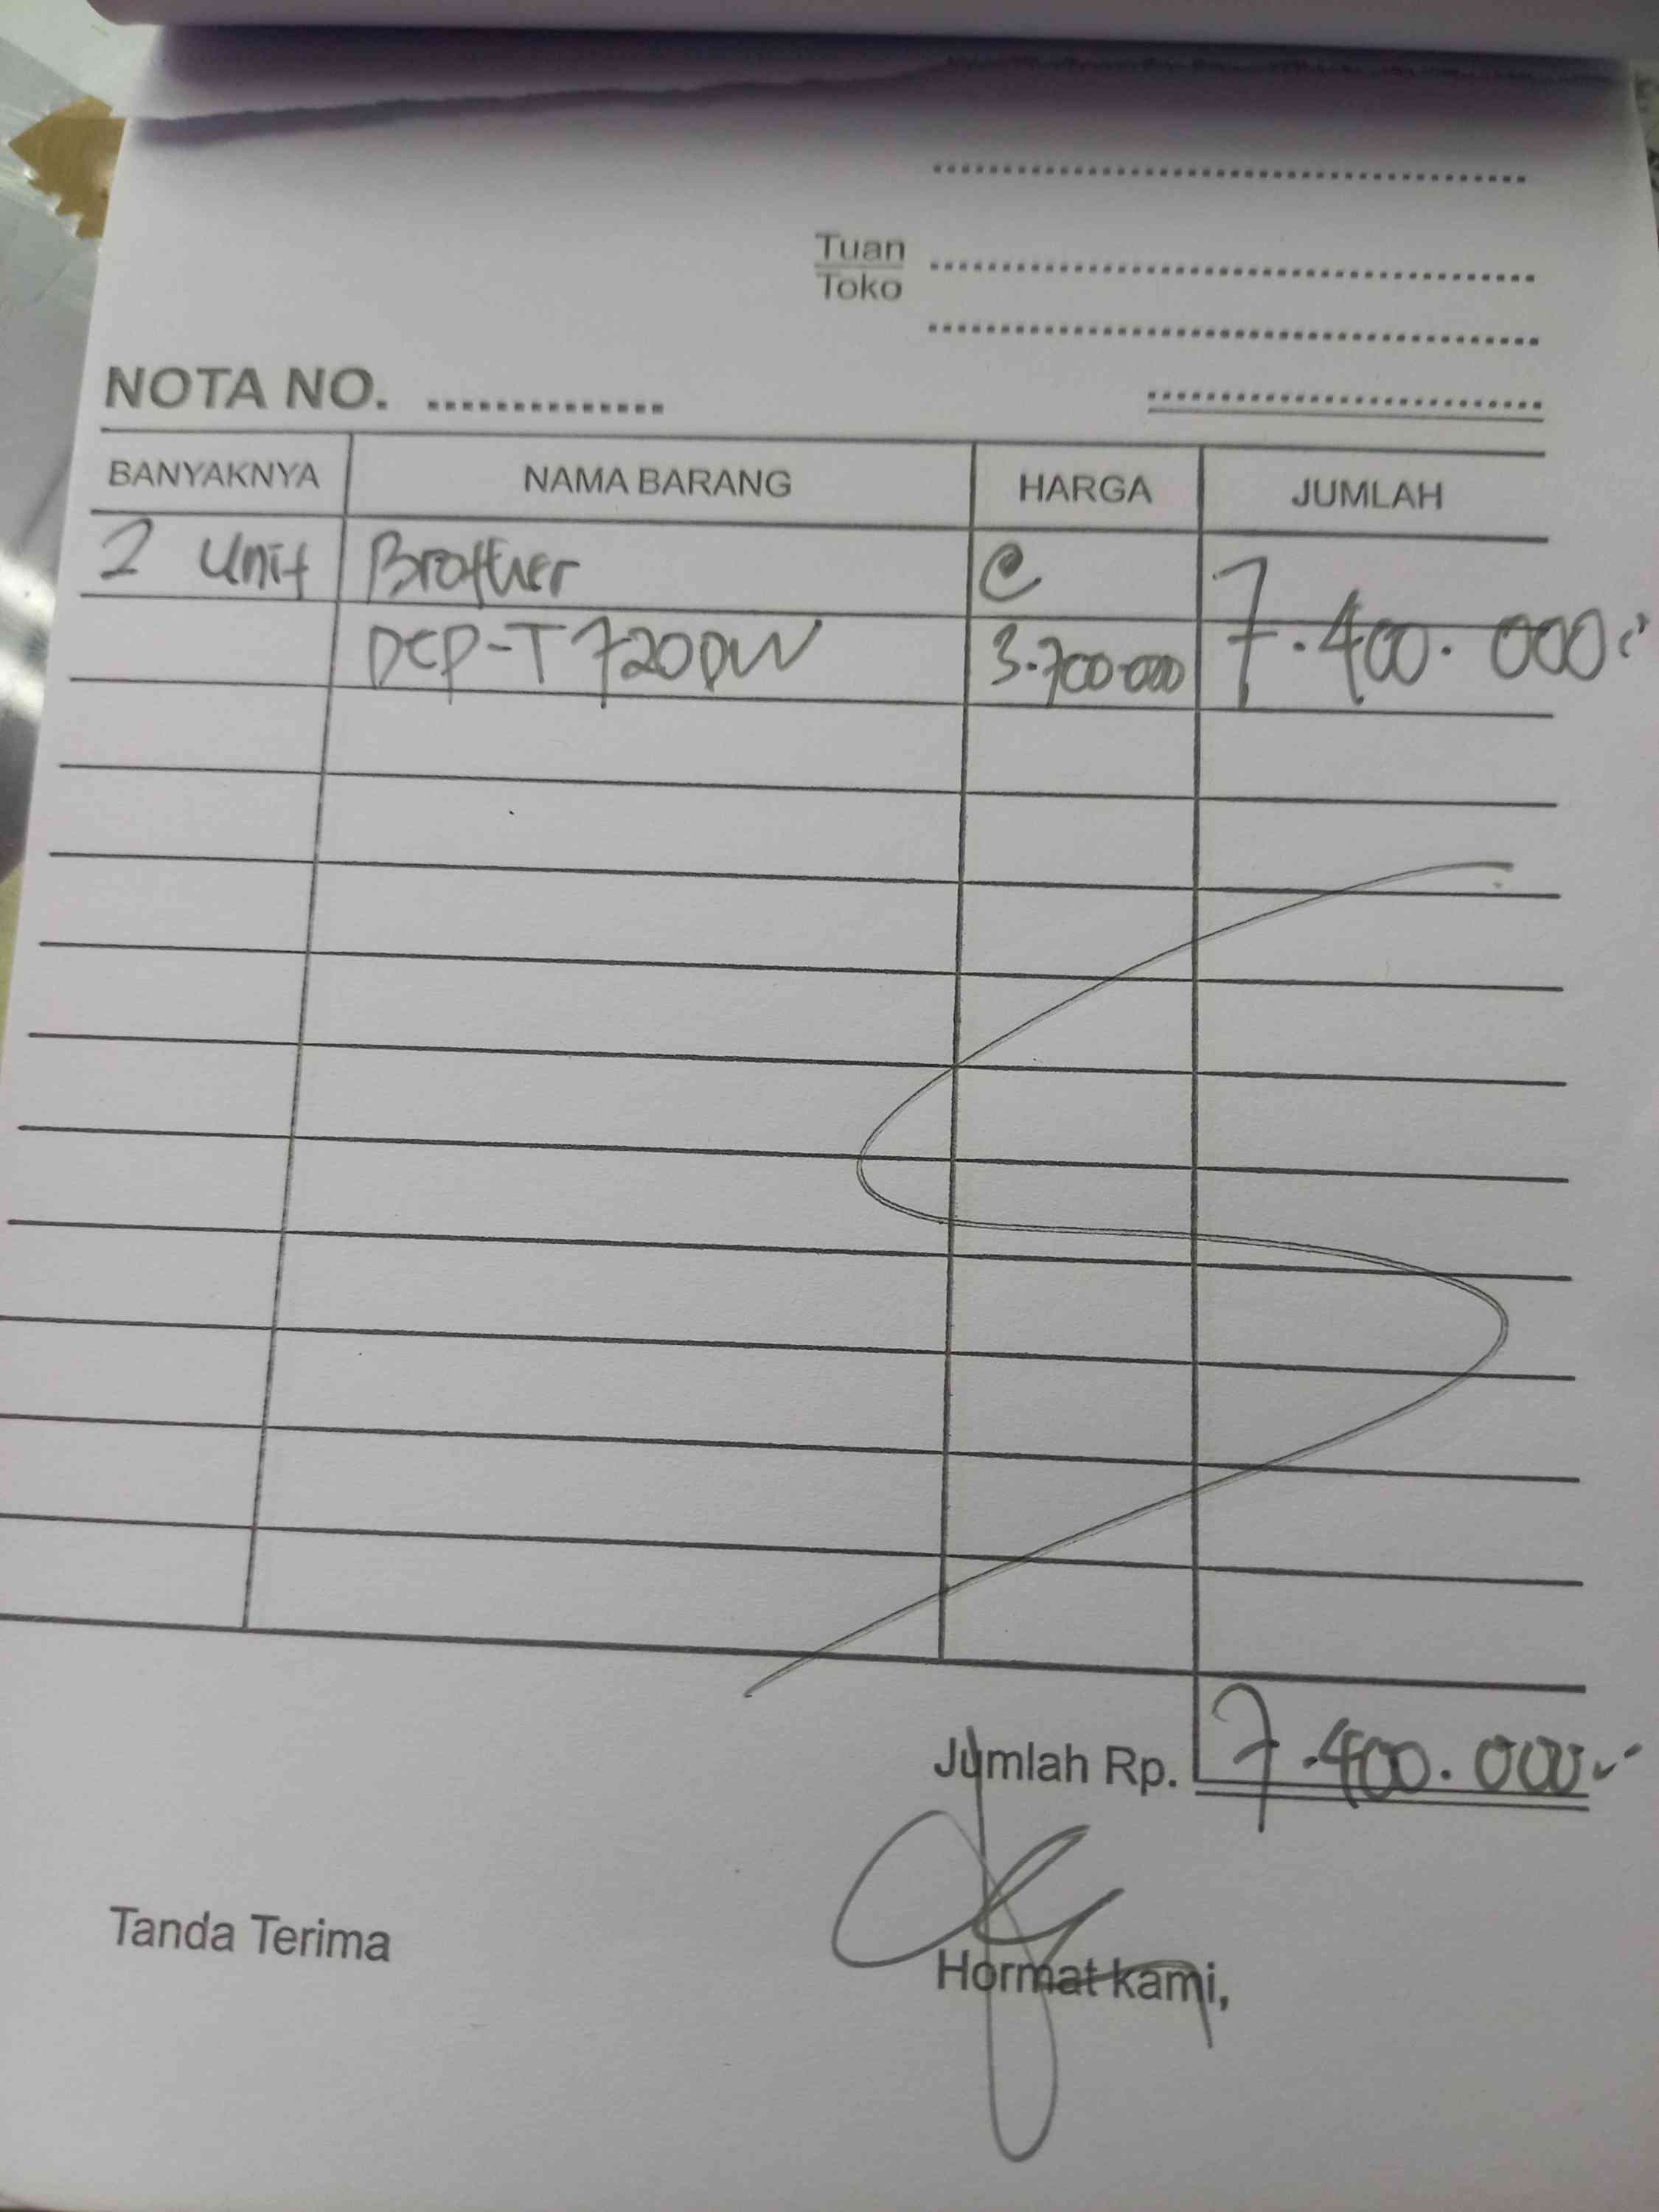 Tuan
Toko
NOTA NO. ..............
BANYAKNYA NAMA BARANG HARGA JUMLAH
2 Unit Brother @
DCP-T720DW 3.700.000 7.400.000
Jumlah Rp. 7.400.000
Tanda Terima
Hormat kami,